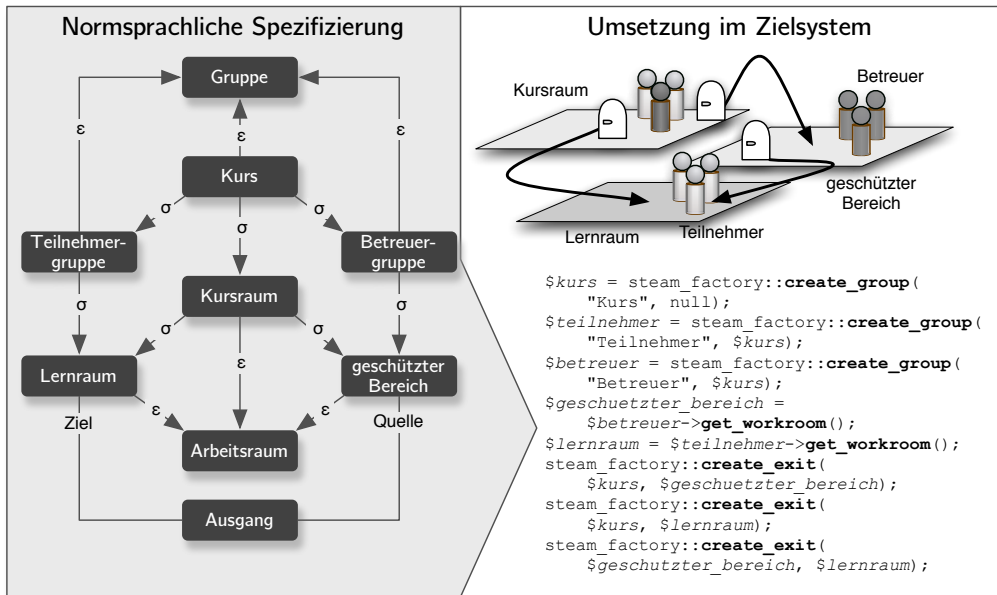 Normsprachliche Spezifizierung
Gruppe
ε
ε
ε
Kurs
σ
σ
σ
Teilnehmer-
gruppe
Betreuer-
gruppe
Kursraum
σ
σ
σ
σ
ε
Lernraum
geschützter
Bereich
Ziel
ε
ε
Quelle
Arbeitsraum
Ausgang
Umsetzung im Zielsystem
Kursraum
Betreuer
geschützter
Bereich
Lernraum
Teilnehmer
$kurs = steam_factory::create_group(
"Kurs", null);
$teilnehmer = steam_factory::create_group(
"Teilnehmer", $kurs);
$betreuer = steam_factory::create_group(
"Betreuer", $kurs);
$geschuetzter_bereich =
$betreuer->get_workroom();
$lernraum = $teilnehmer->get_workroom();
steam_factory::create_exit(
$kurs, $geschuetzter_bereich);
steam_factory::create_exit(
$kurs, $lernraum);
steam_factory::create_exit(
$geschutzter_bereich, $lernraum);